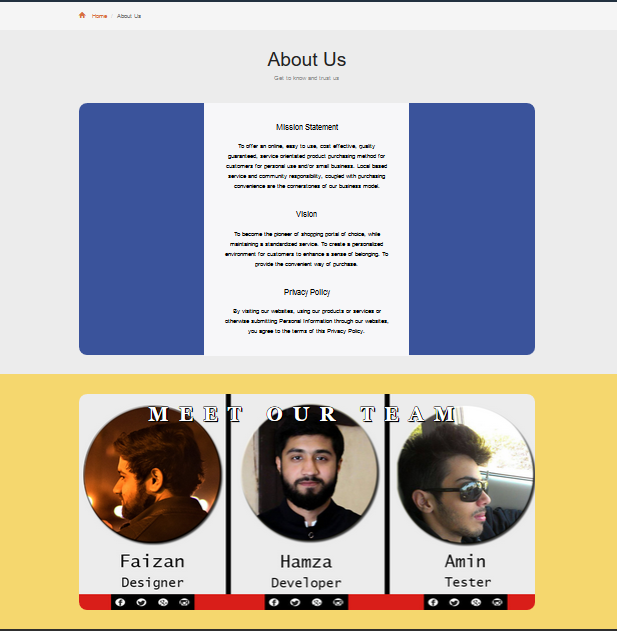 Home / About Us
About Us
Get to know and trust us
Mission Statement
To offer an online, easy to use, cost effective, quality
guaranteed, service orientated product purchasing method for
customers for personal use and/or small business. Local based
service and community responsibility, coupled with purchasing
convenience are the cornerstones of our business model.
Vision
To become the pioneer of shopping portal of choice, while
maintaining a standardized service. To create a personalized
environment for customers to enhance a sense of belonging. To
provide the convenient way of purchase.
Privacy Policy
By visiting our websites, using our products or services or
otherwise submitting Personal Information through our websites,
you agree to the terms of this Privacy Policy.
MEET OUR TEAM
Faizan
Designer
Hamza
Developer
Amin
Tester